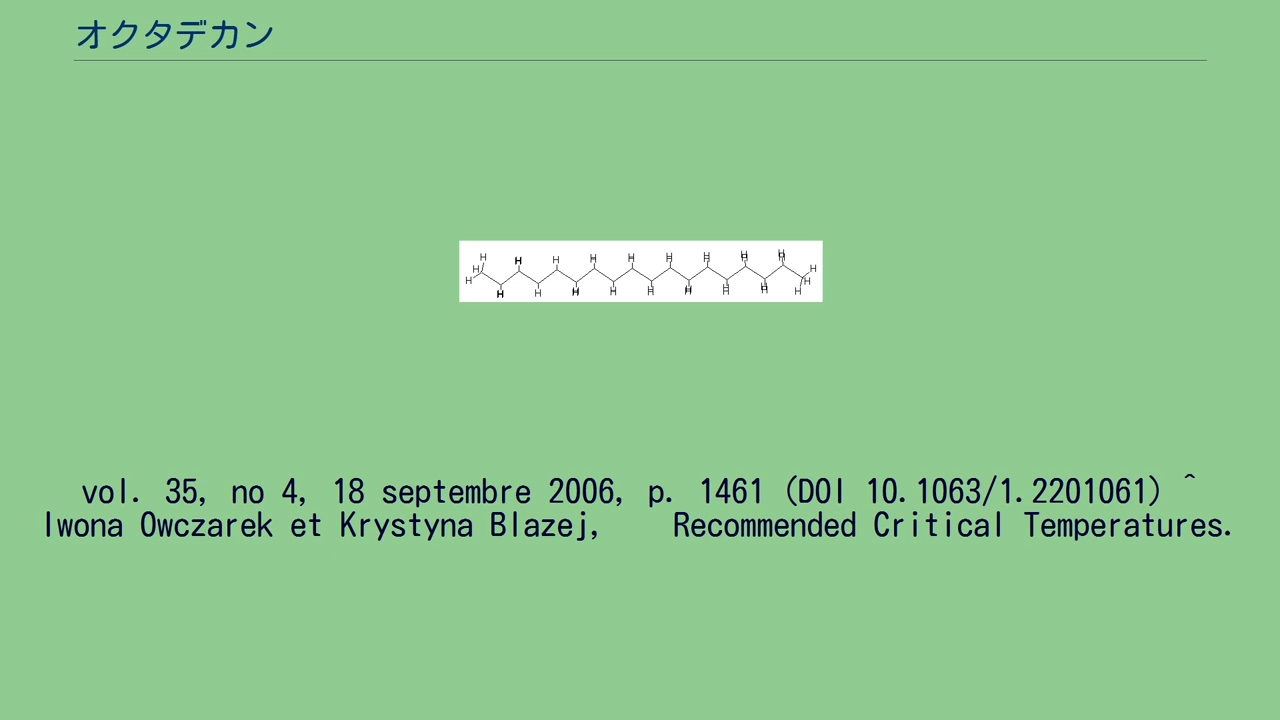 オクタデカン
H H H H H H H H H H H H H H H H H H H H H H
vol. 35, no 4, 18 septembre 2006, p. 1461 (DOI 10.1063/1.2201061) ^
Iwona Owczarek et Krystyna Blazej, Recommended Critical Temperatures.